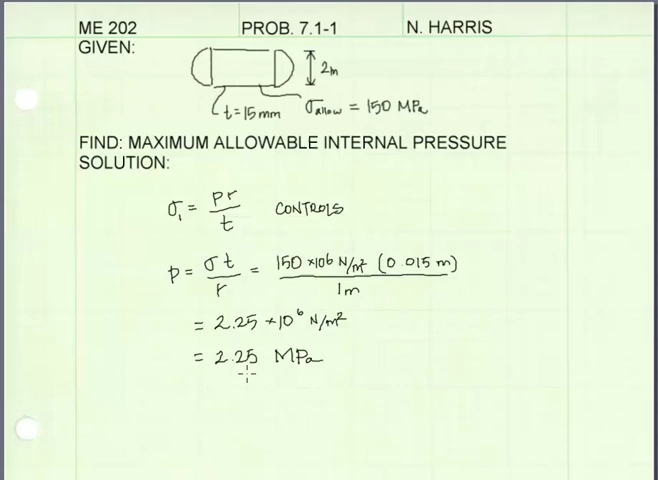 ME 202 PROB. 7.1-1 N. HARRIS
GIVEN:
2m
t=15mm σallow = 150 MPa
FIND: MAXIMUM ALLOWABLE INTERNAL PRESSURE
SOLUTION:
σ₁ = pr/t CONTROLS
p = σt/r = 150×10⁶ N/m² (0.015 m)/1m
= 2.25 ×10⁶ N/m²
= 2.25 MPa